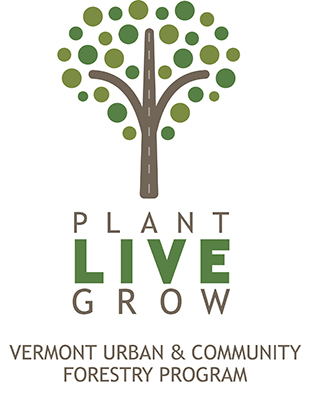 PLANT
LIVE
GROW
VERMONT URBAN & COMMUNITY
FORESTRY PROGRAM